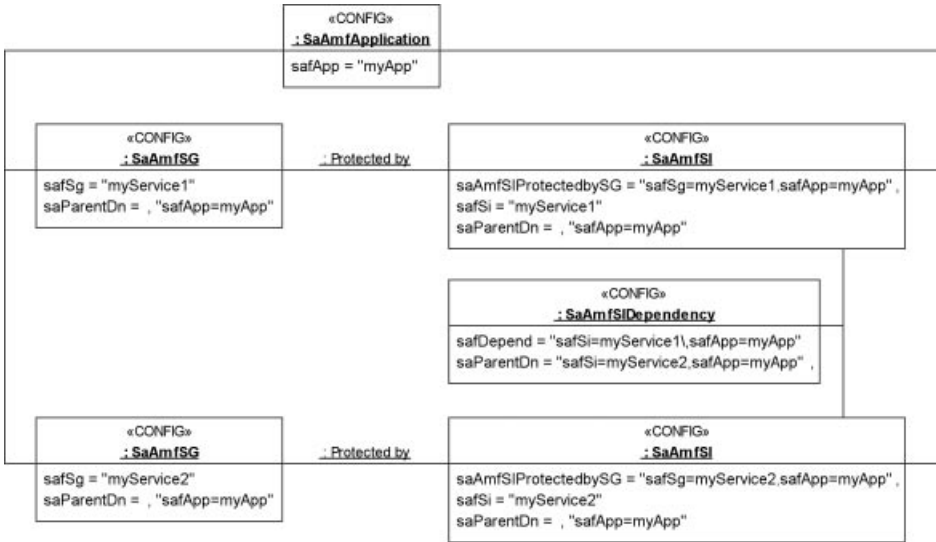 «CONFIG»
: SaAmfApplication
safApp = "myApp"
«CONFIG»
: SaAmfSG
safSg = "myService1"
saParentDn = , "safApp=myApp"
: Protected by
«CONFIG»
: SaAmfSI
saAmfSIProtectedbySG = "safSg=myService1,safApp=myApp" ,
safSi = "myService1"
saParentDn = , "safApp=myApp"
«CONFIG»
: SaAmfSIDependency
safDepend = "safSi=myService1\,safApp=myApp"
saParentDn = "safSi=myService2,safApp=myApp" ,
«CONFIG»
: SaAmfSG
safSg = "myService2"
saParentDn = , "safApp=myApp"
: Protected by
«CONFIG»
: SaAmfSI
saAmfSIProtectedbySG = "safSg=myService2,safApp=myApp" ,
safSi = "myService2"
saParentDn = , "safApp=myApp"